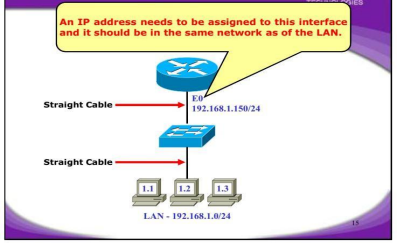 An IP address needs to be assigned to this interface
and it should be in the same network as of the LAN.
E0
Straight Cable
192.168.1.150/24
Straight Cable
1.1 1.2 1.3
LAN - 192.168.1.0/24
15